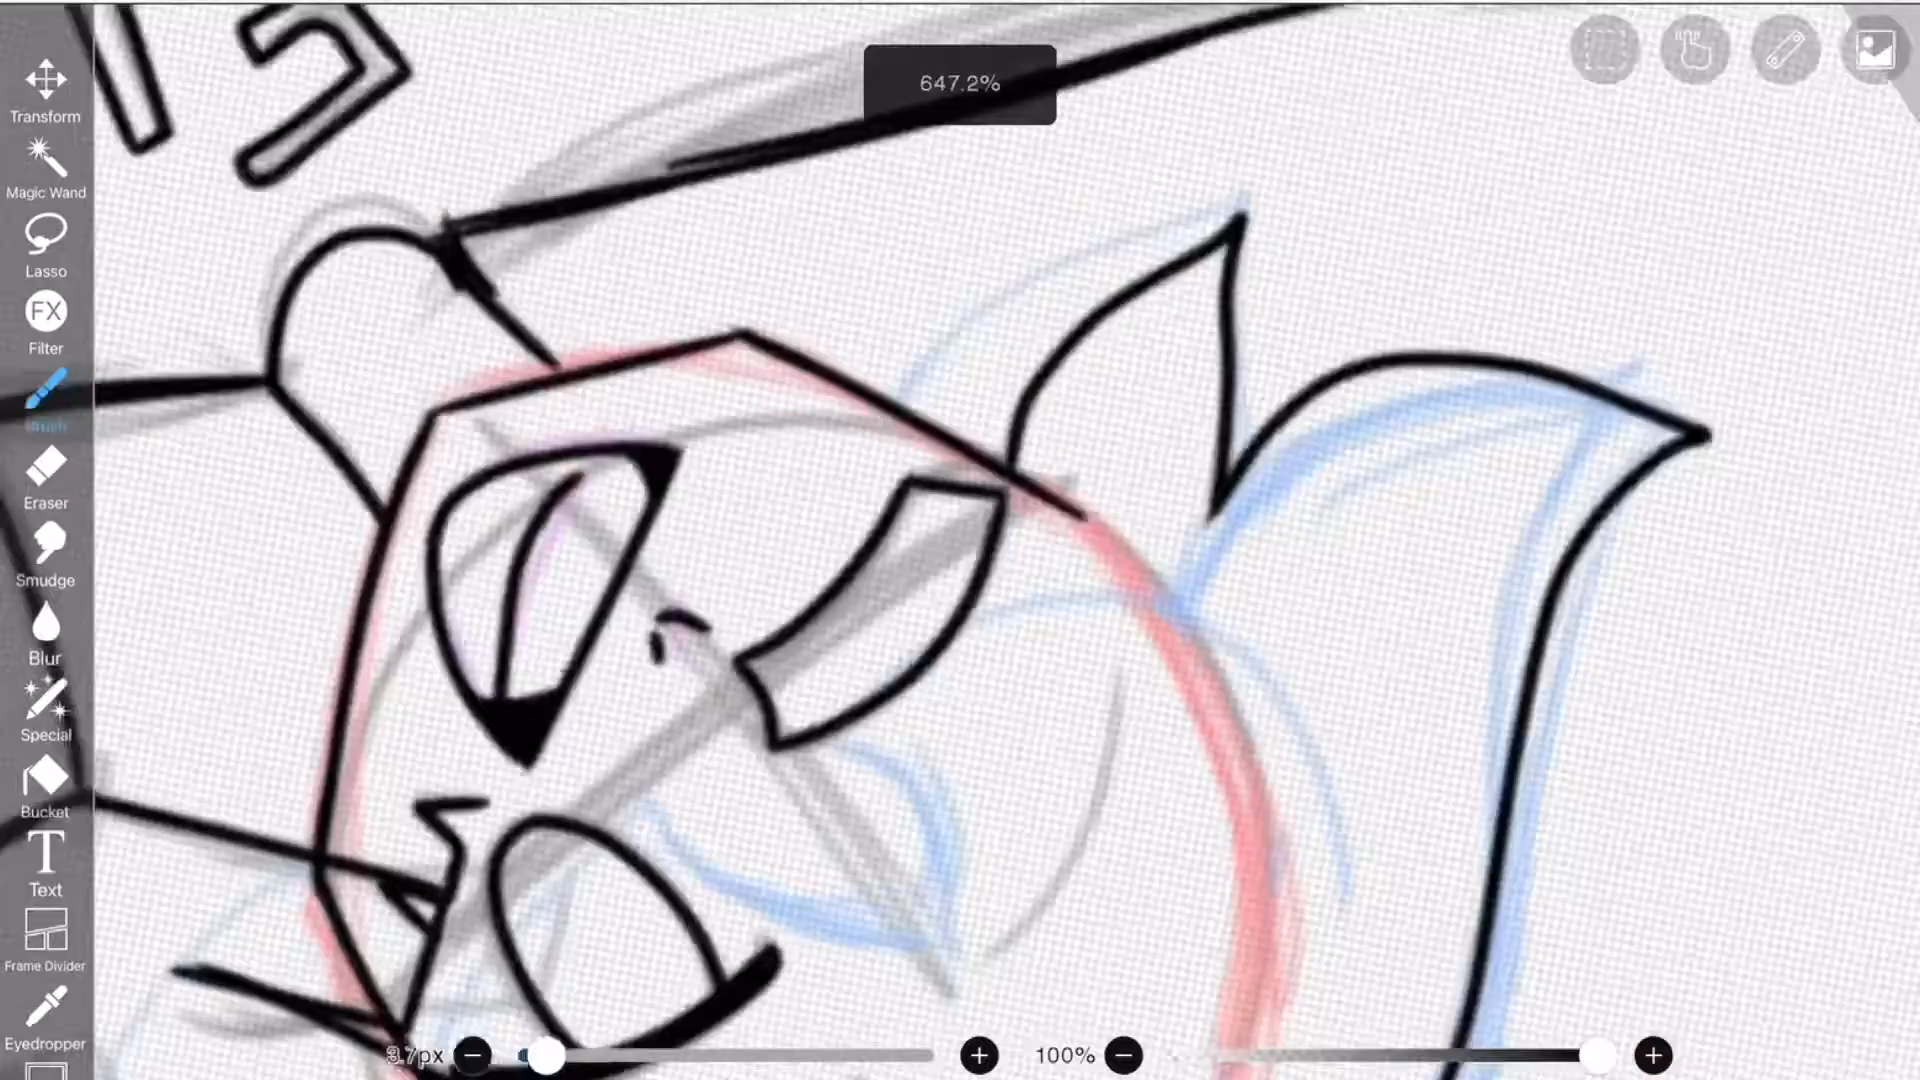 647.2%
Transform
Magic Wand
Lasso
FX
Filter
Brush
Eraser
Smudge
Blur
Special
Bucket
T
Text
Frame Divider
Eyedropper
3.7px
100%